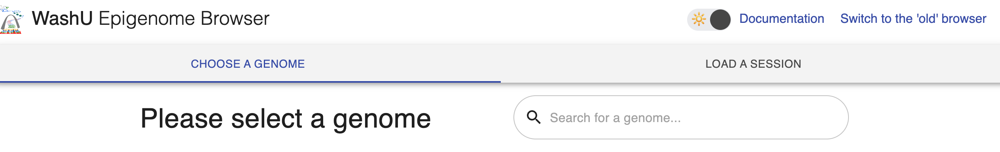 WashU Epigenome Browser
Documentation
Switch to the 'old' browser
CHOOSE A GENOME
LOAD A SESSION
Please select a genome
Search for a genome...